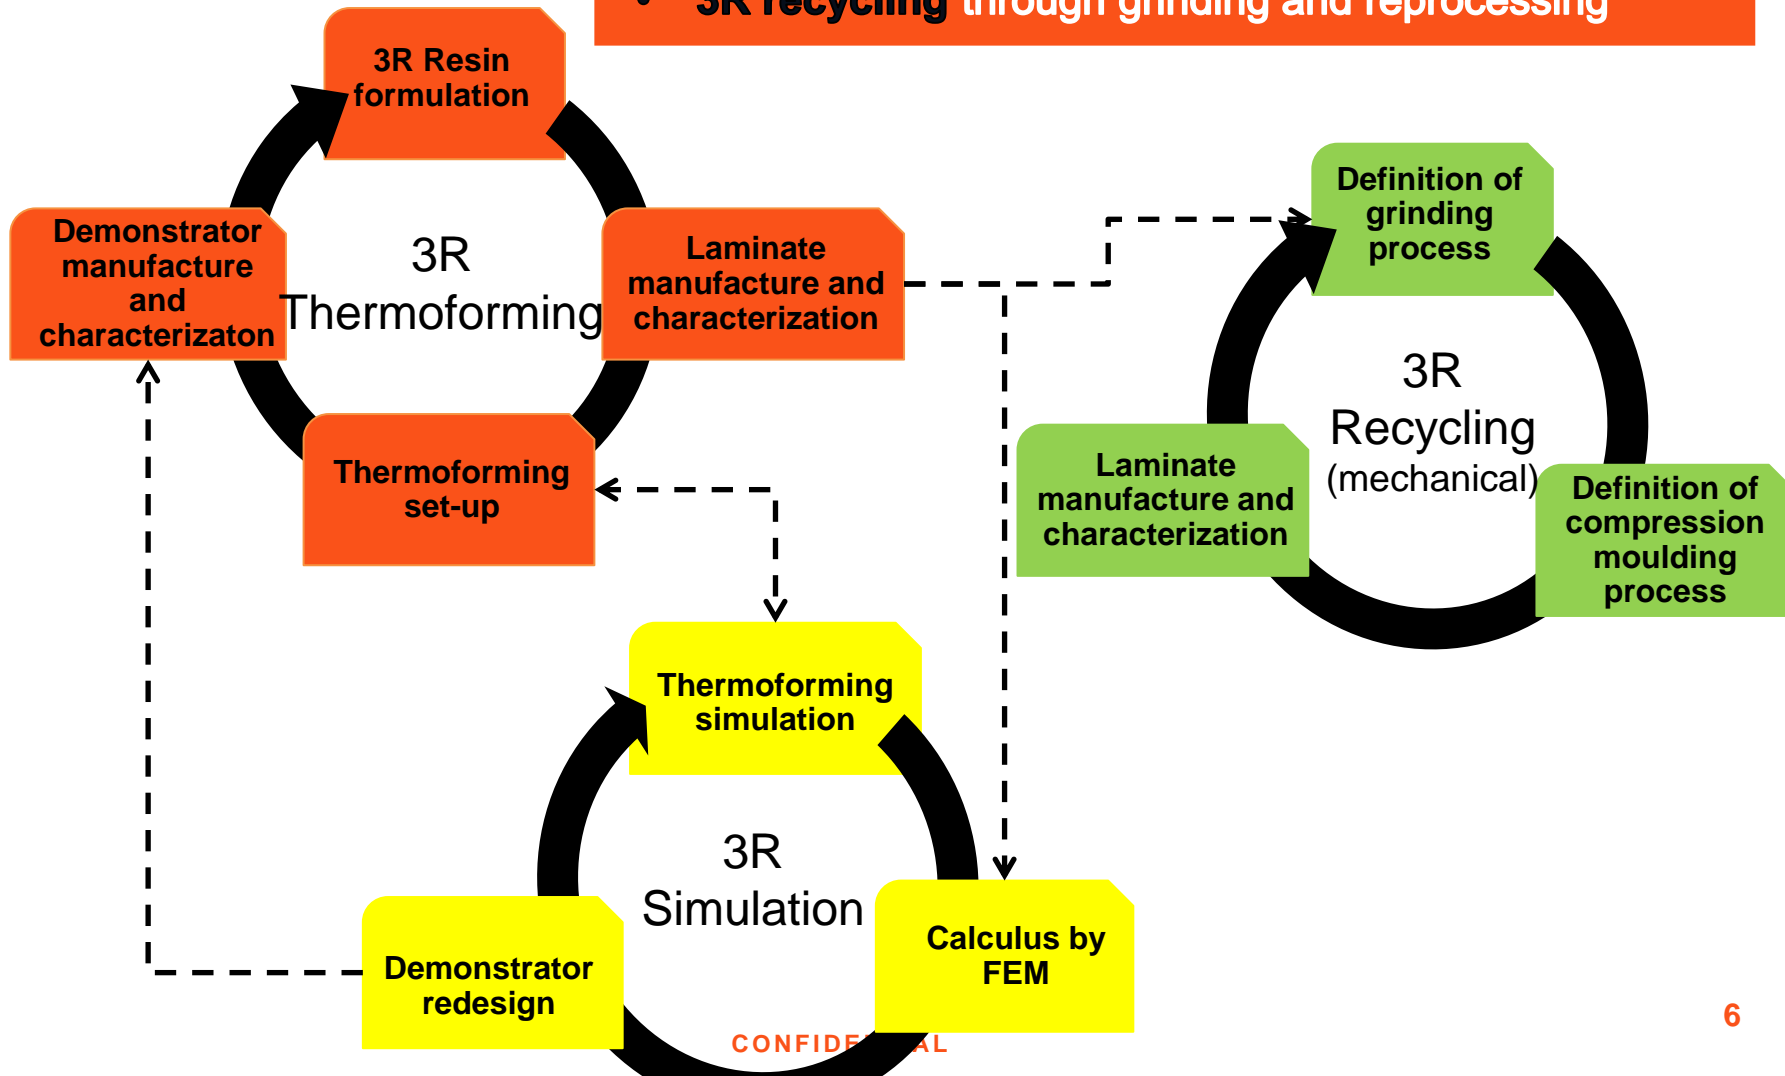 • 3R recycling through grinding and reprocessing
3R Resin
formulation
Demonstrator
manufacture
and
characterizaton
3R
Thermoforming
Laminate
manufacture and
characterization
Thermoforming
set-up
Definition of
grinding
process
3R
Recycling
(mechanical)
Laminate
manufacture and
characterization
Definition of
compression
moulding
process
Thermoforming
simulation
3R
Simulation
Demonstrator
redesign
Calculus by
FEM
6